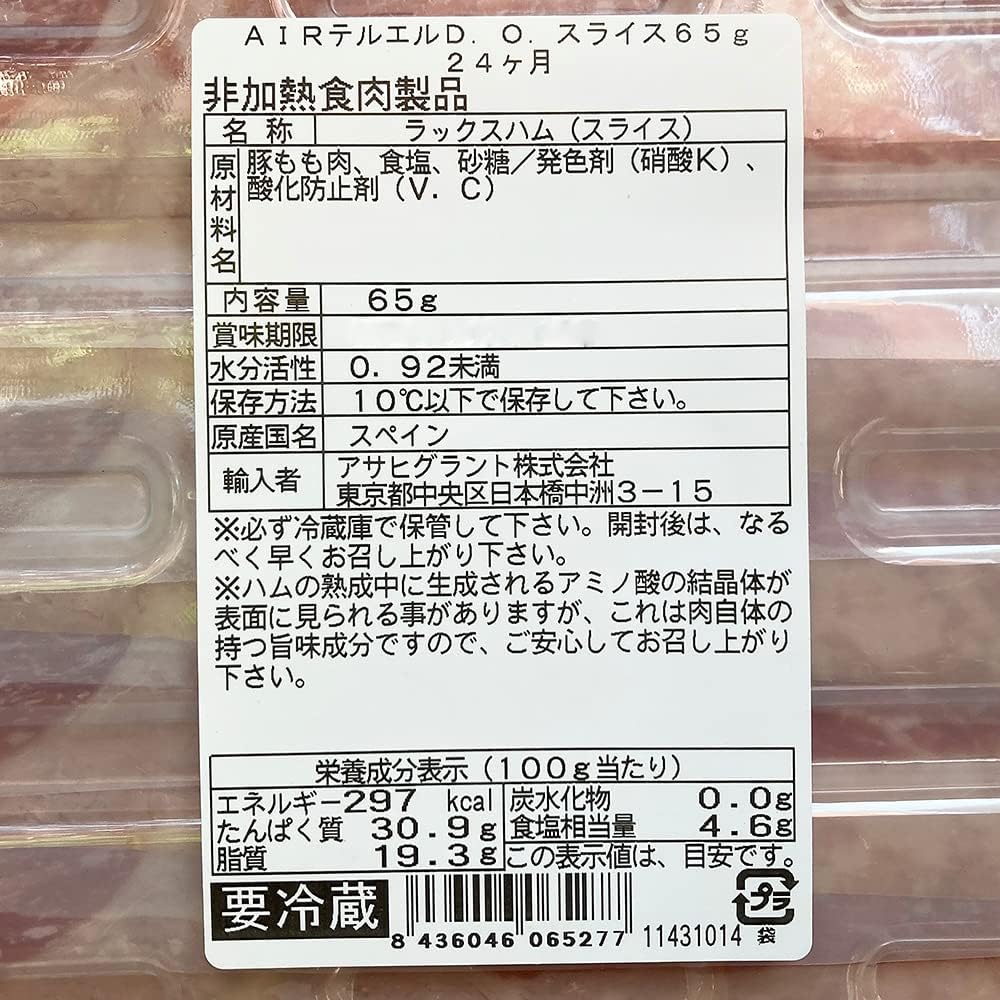 AIRテルエルD.O.スライス65g
24ヶ月
非加熱食肉製品
名称 ラックスハム(スライス)
原材料名 豚もも肉、食塩、砂糖/発色剤(硝酸K)、
酸化防止剤(V.C)
内容量 65g
賞味期限
水分活性 0.92未満
保存方法 10℃以下で保存して下さい。
原産国名 スペイン
輸入者 アサヒグラント株式会社
東京都中央区日本橋中洲3-15
※必ず冷蔵庫で保管して下さい。開封後は、なる
べく早くお召し上がり下さい。
※ハムの熟成中に生成されるアミノ酸の結晶体が
表面に見られる事がありますが、これは肉自体の
持つ旨味成分ですので、ご安心してお召し上がり
下さい。
栄養成分表示(100g当たり)
エネルギー297 kcal 炭水化物 0.0g
たんぱく質 30.9g 食塩相当量 4.6g
脂質 19.3g この表示値は、目安です。
要冷蔵 プラ
8 436046 065277 11431014 袋